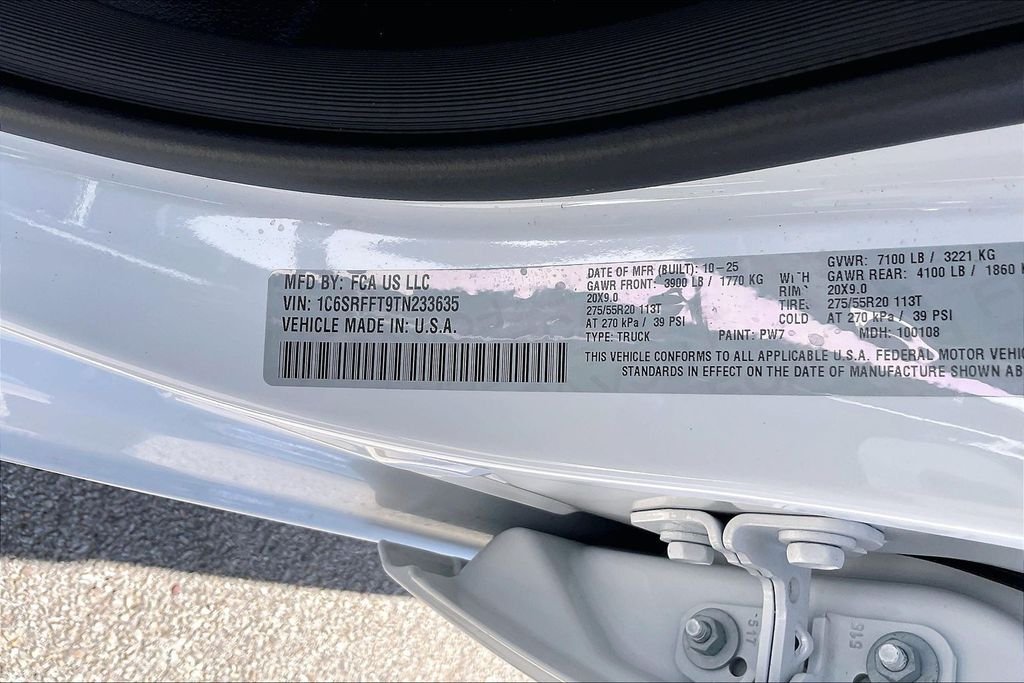 MFD BY: FCA US LLC
VIN: 1C6SRFFT9TN233635
VEHICLE MADE IN: U.S.A.
DATE OF MFR (BUILT): 10-25
GAWR FRONT: 3900 LB / 1770 KG
20X9.0
275/55R20 113T
AT 270 kPa / 39 PSI
TYPE: TRUCK
PAINT: PW7
WITH
RIM
TIRE
COLD
GVWR: 7100 LB / 3221 KG
GAWR REAR: 4100 LB / 1860 KG
20X9.0
275/55R20 113T
AT 270 kPa / 39 PSI
MDH: 100108
THIS VEHICLE CONFORMS TO ALL APPLICABLE U.S.A. FEDERAL MOTOR VEHIC
STANDARDS IN EFFECT ON THE DATE OF MANUFACTURE SHOWN AB
517
515